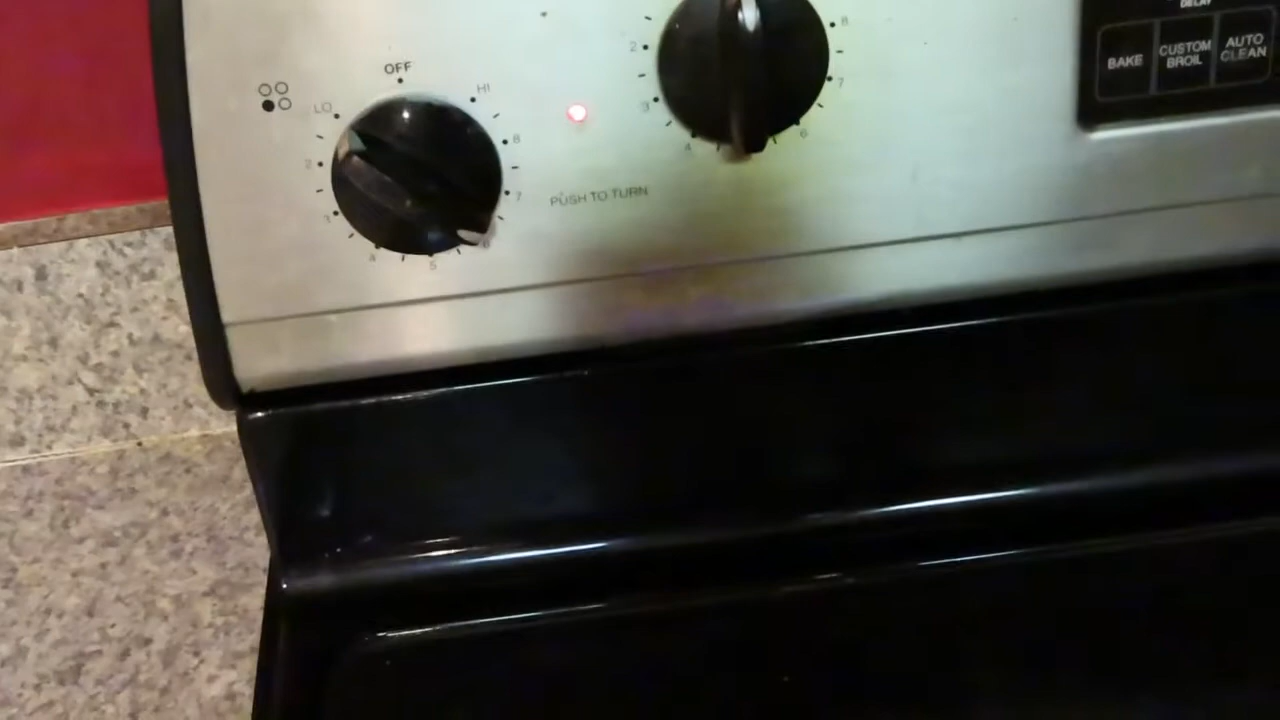 DELAY
BAKE
CUSTOM
BROIL
AUTO
CLEAN
OFF
LO
HI
2
3
4
5
7
8
PUSH TO TURN
2
3
4
6
7
8